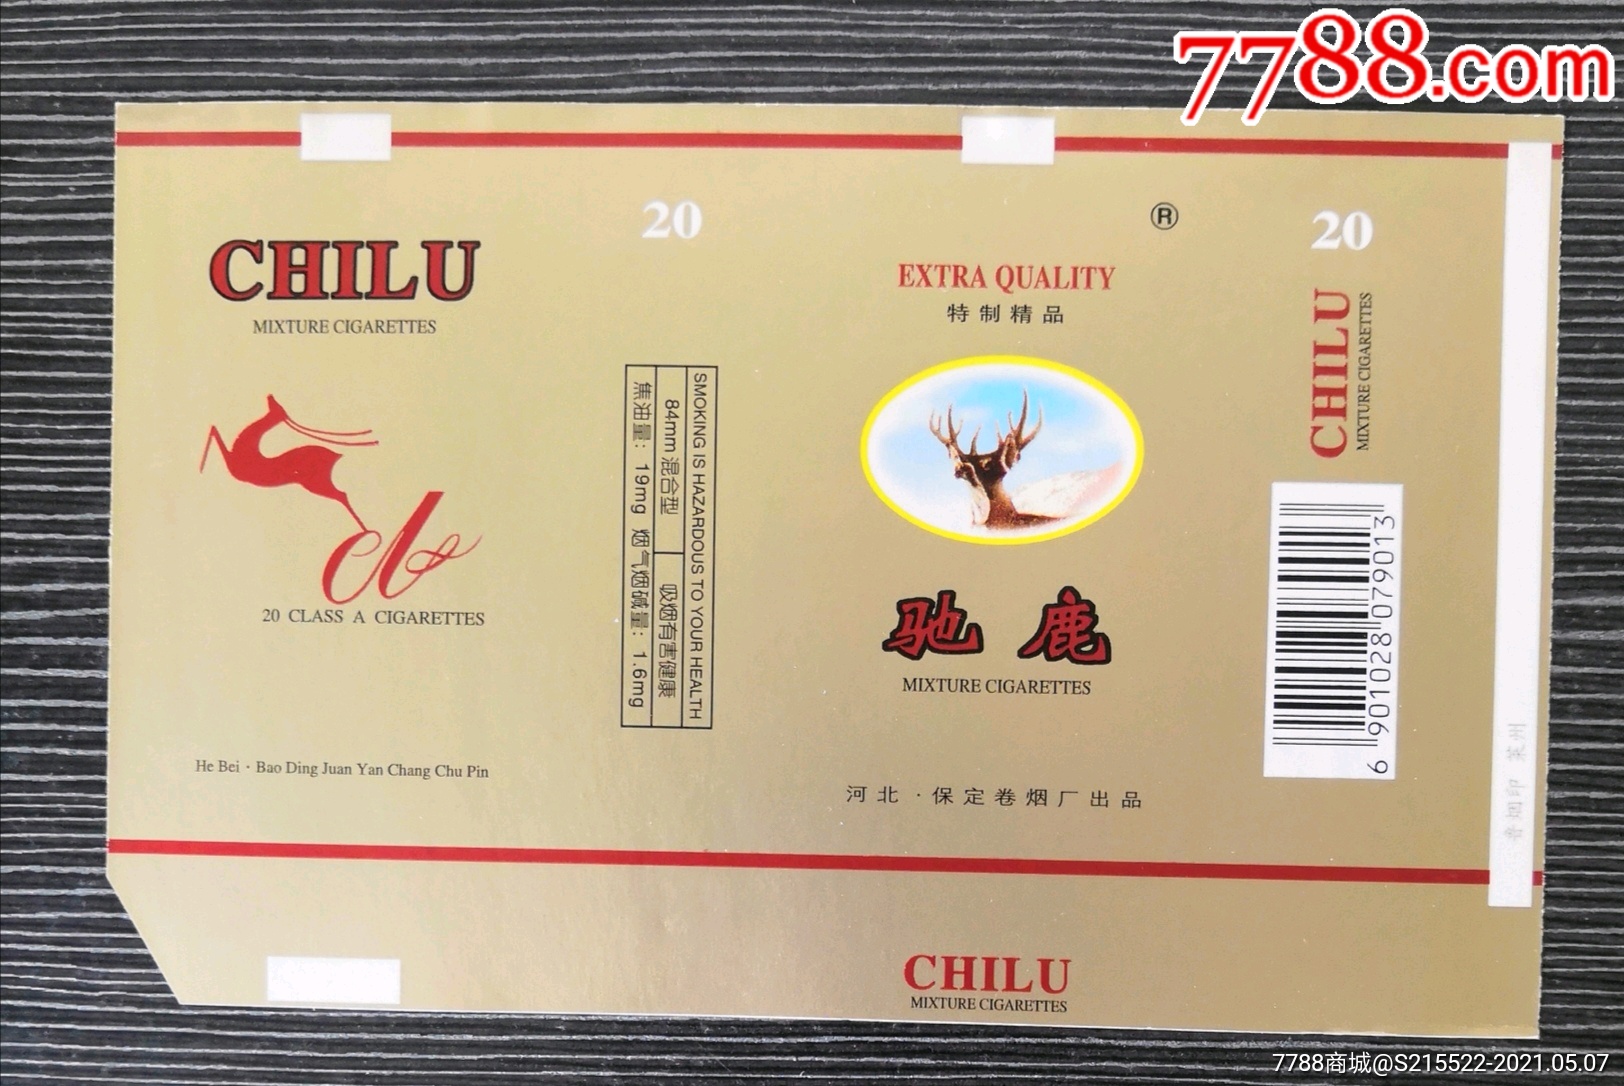 7788.com
CHILU
MIXTURE CIGARETTES
20 CLASS A CIGARETTES
He Bei · Bao Ding Juan Yan Chang Chu Pin
20
SMOKING IS HAZARDOUS TO YOUR HEALTH
84mm 混合型 吸烟有害健康
焦油量：19mg 烟气烟碱量：1.6mg
®
EXTRA QUALITY
特制精品
驰鹿
MIXTURE CIGARETTES
河北·保定卷烟厂出品
CHILU
MIXTURE CIGARETTES
20
CHILU
MIXTURE CIGARETTES
6 901028 079013
7788商城@S215522-2021.05.07